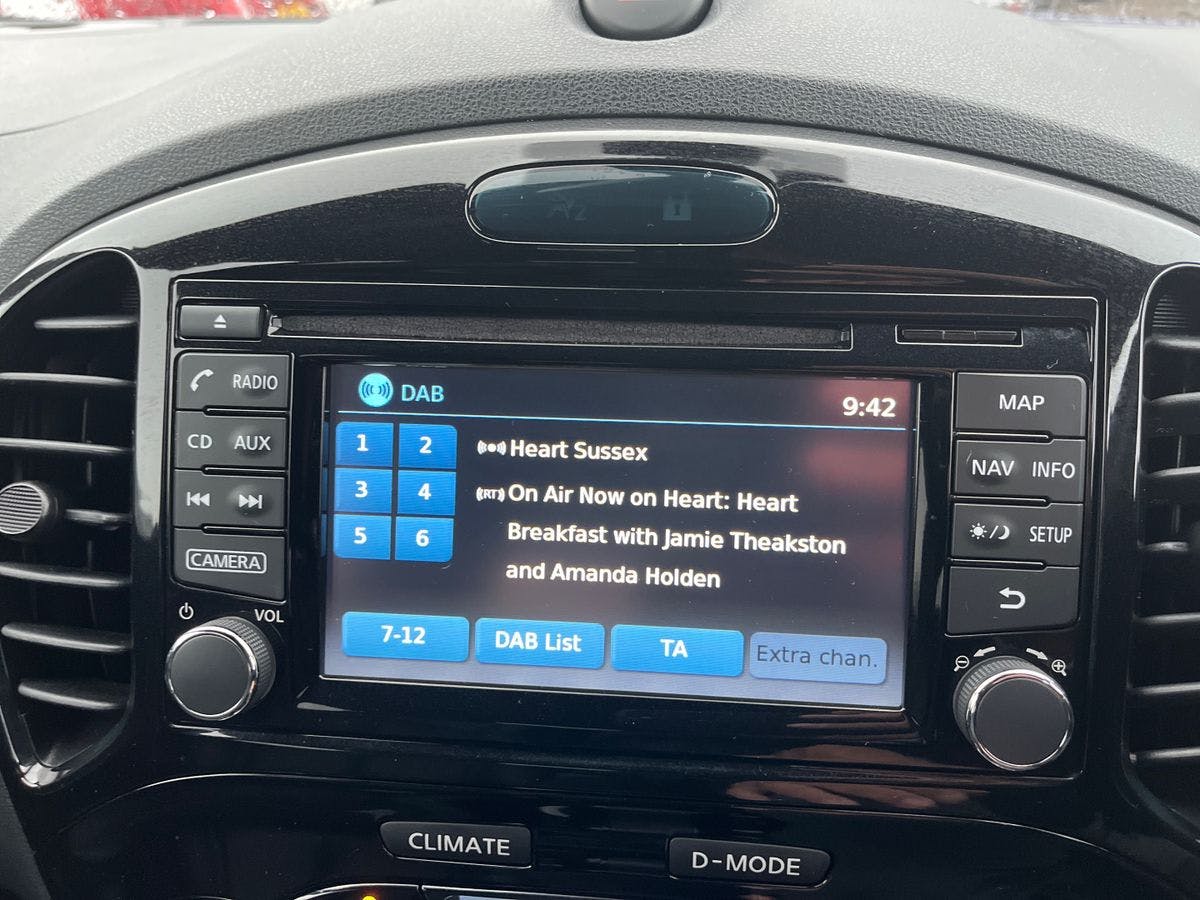 RADIO
CD AUX
CAMERA
VOL
DAB
9:42
1 2
3 4
5 6
Heart Sussex
(RT) On Air Now on Heart: Heart
Breakfast with Jamie Theakston
and Amanda Holden
7-12 DAB List TA Extra chan.
MAP
NAV INFO
SETUP
CLIMATE D-MODE